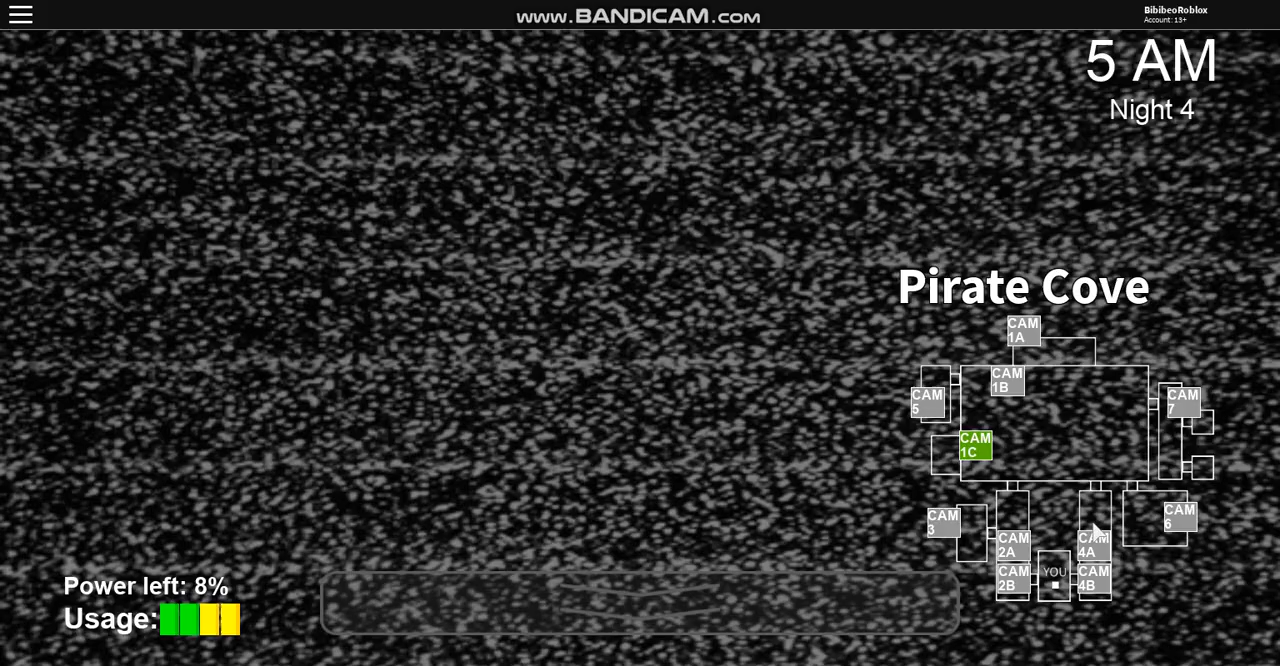 www.BANDICAM.com
BibibeoRoblox
Account: 13+
5 AM
Night 4
Pirate Cove
CAM
1A
CAM
1B
CAM
5
CAM
7
CAM
1C
CAM
3
CAM
6
CAM
2A
CAM
4A
YOU
CAM
2B
CAM
4B
Power left: 8%
Usage: